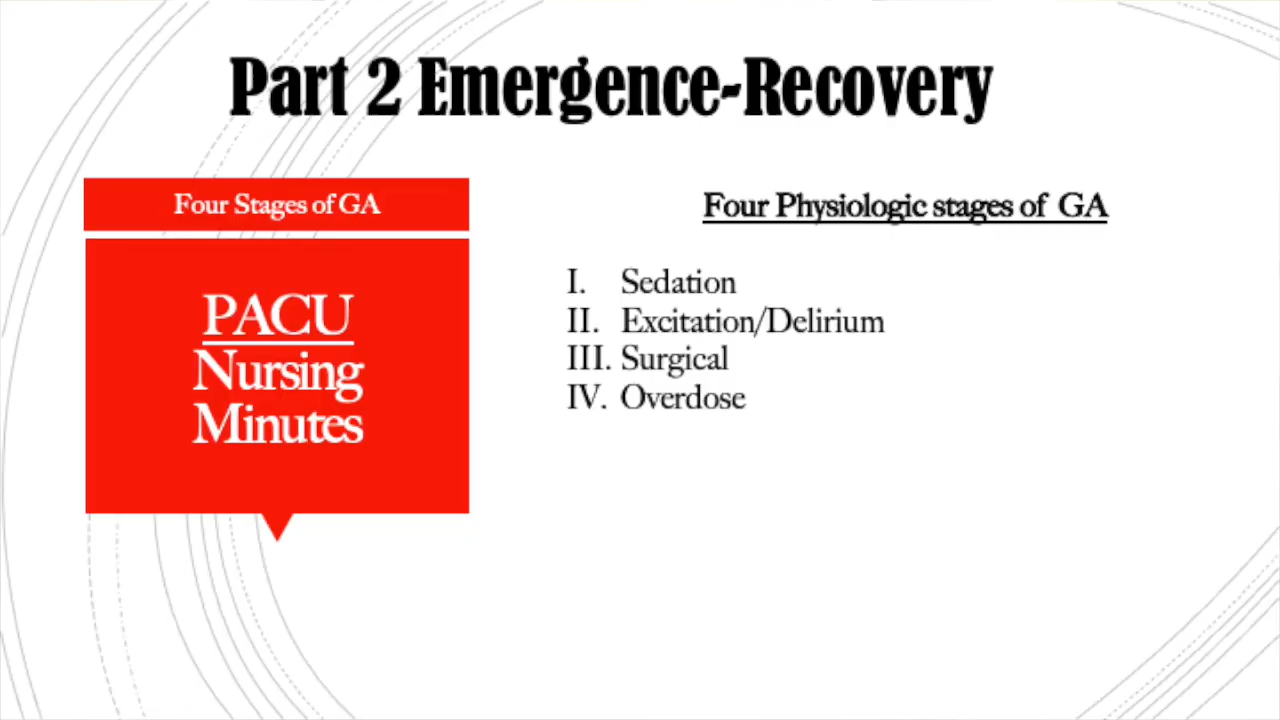 Part 2 Emergence-Recovery
Four Stages of GA
PACU
Nursing
Minutes
Four Physiologic stages of GA
I. Sedation
II. Excitation/Delirium
III. Surgical
IV. Overdose